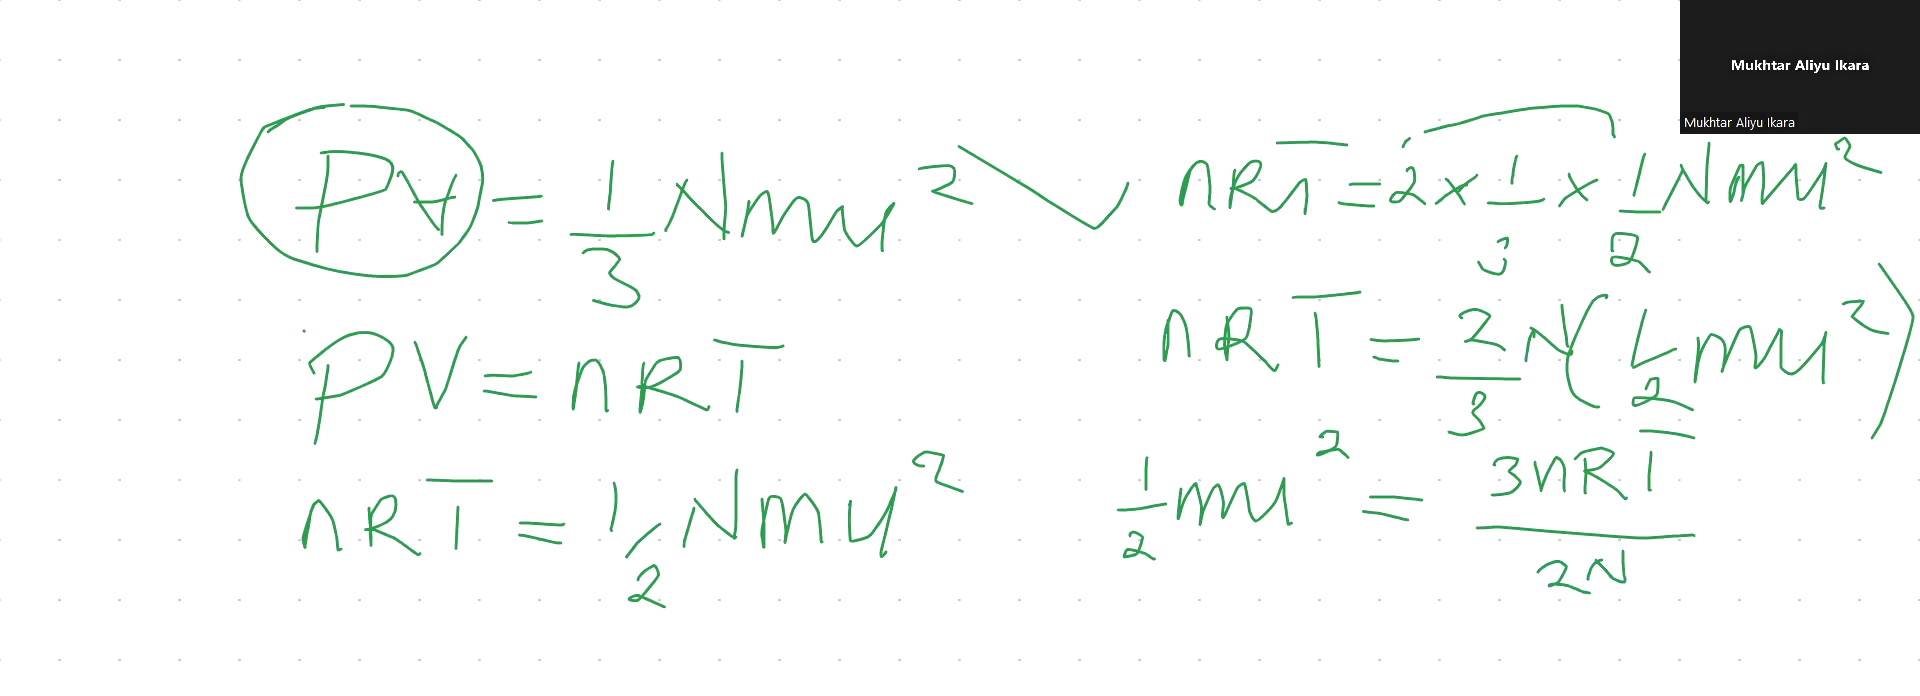 PV = 1/3 Nmu²
PV = nRT
nRT = 1/2 Nmu²
nRT = 2 × 1/3 × 1/2 Nmu²
nRT = 2/3 N(1/2 mu²)
1/2 mu² = 3nRT/2N
Mukhtar Aliyu Ikara
Mukhtar Aliyu Ikara